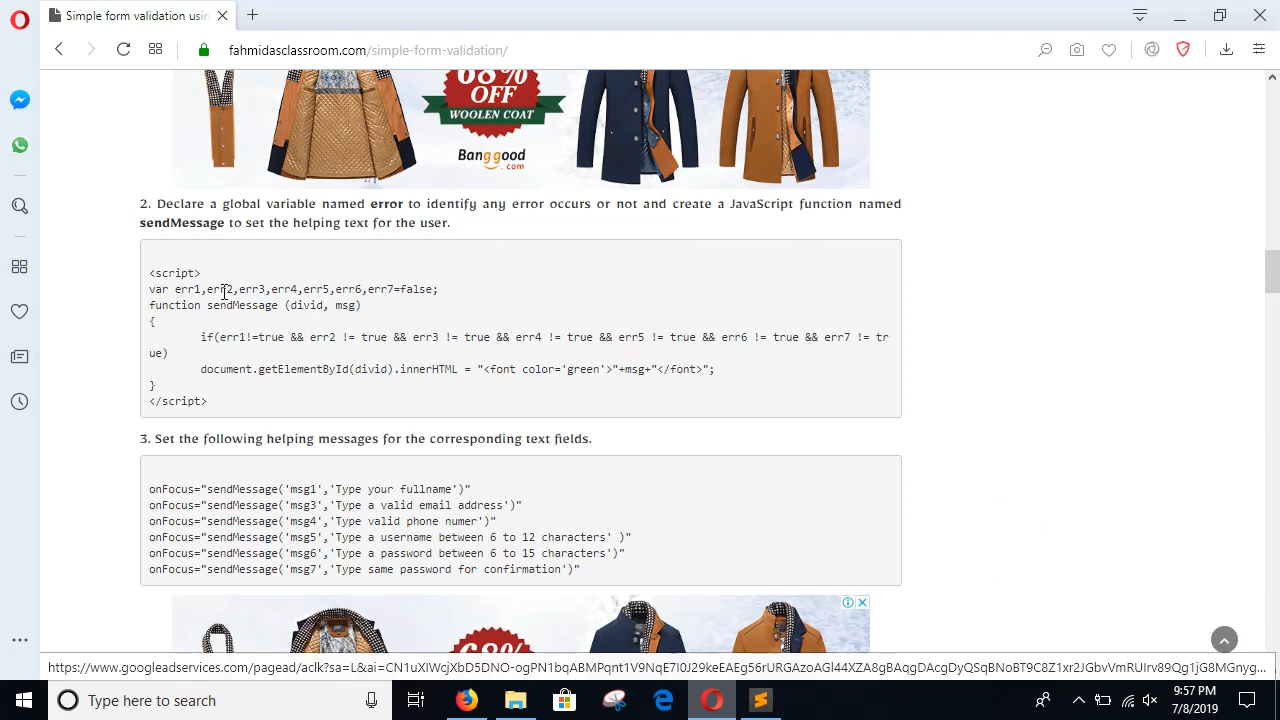 Simple form validation usin
fahmidasclassroom.com/simple-form-validation/
68%
OFF
WOOLEN COAT
Banggood
.com
2. Declare a global variable named error to identify any error occurs or not and create a JavaScript function named
sendMessage to set the helping text for the user.
<script>
var err1,err2,err3,err4,err5,err6,err7=false;
function sendMessage (divid, msg)
{
if(err1!=true && err2 != true && err3 != true && err4 != true && err5 != true && err6 != true && err7 != tr
ue)
document.getElementById(divid).innerHTML = "<font color='green'>"+msg+"</font>";
}
</script>
3. Set the following helping messages for the corresponding text fields.
onFocus="sendMessage('msg1','Type your fullname')"
onFocus="sendMessage('msg3','Type a valid email address')"
onFocus="sendMessage('msg4','Type valid phone numer')"
onFocus="sendMessage('msg5','Type a username between 6 to 12 characters' )"
onFocus="sendMessage('msg6','Type a password between 6 to 15 characters')"
onFocus="sendMessage('msg7','Type same password for confirmation')"
68%
Type here to search
9:57 PM
7/8/2019